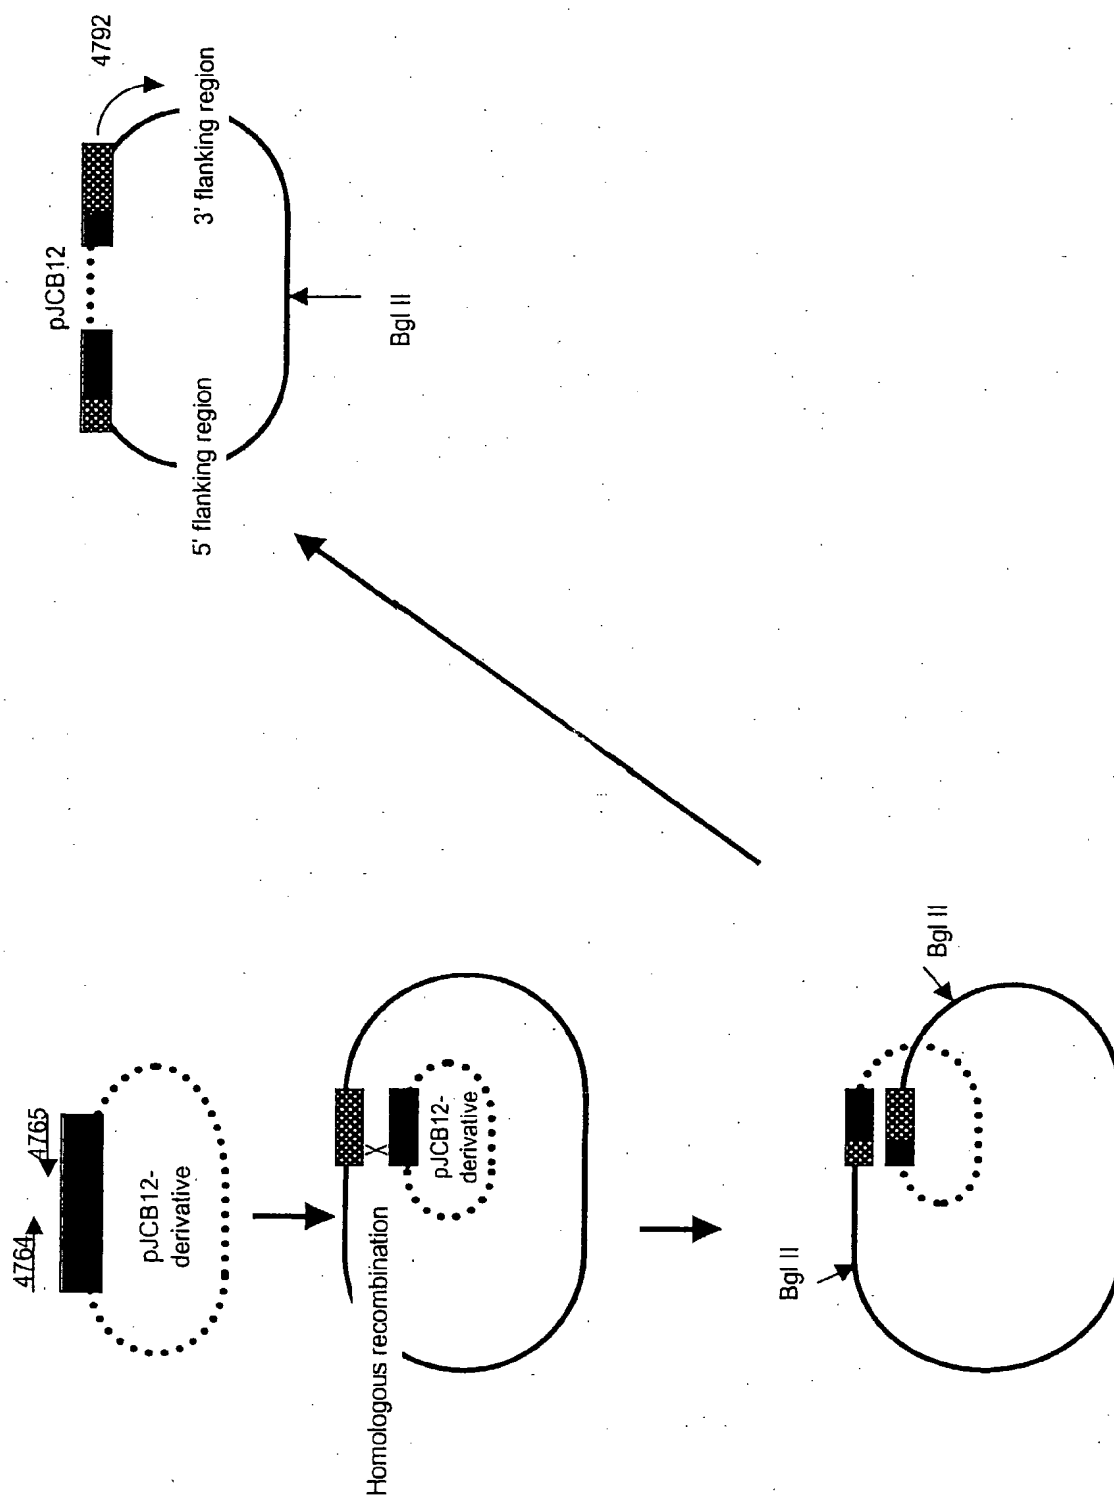 4764
4765
pJCB12-
derivative
Homologous recombination
pJCB12-
derivative
Bgl II
Bgl II
pJCB12
4792
5' flanking region
3' flanking region
Bgl II